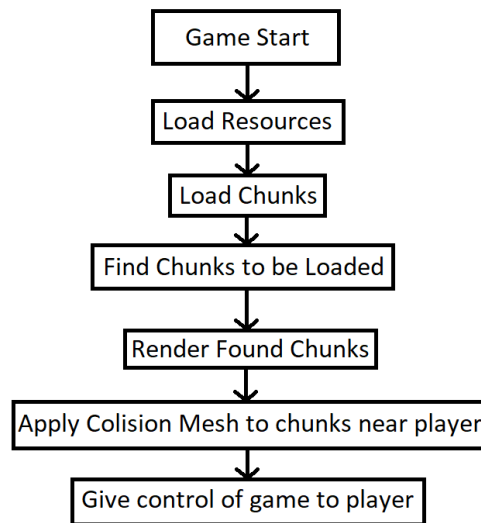 Game Start
Load Resources
Load Chunks
Find Chunks to be Loaded
Render Found Chunks
Apply Colision Mesh to chunks near player
Give control of game to player